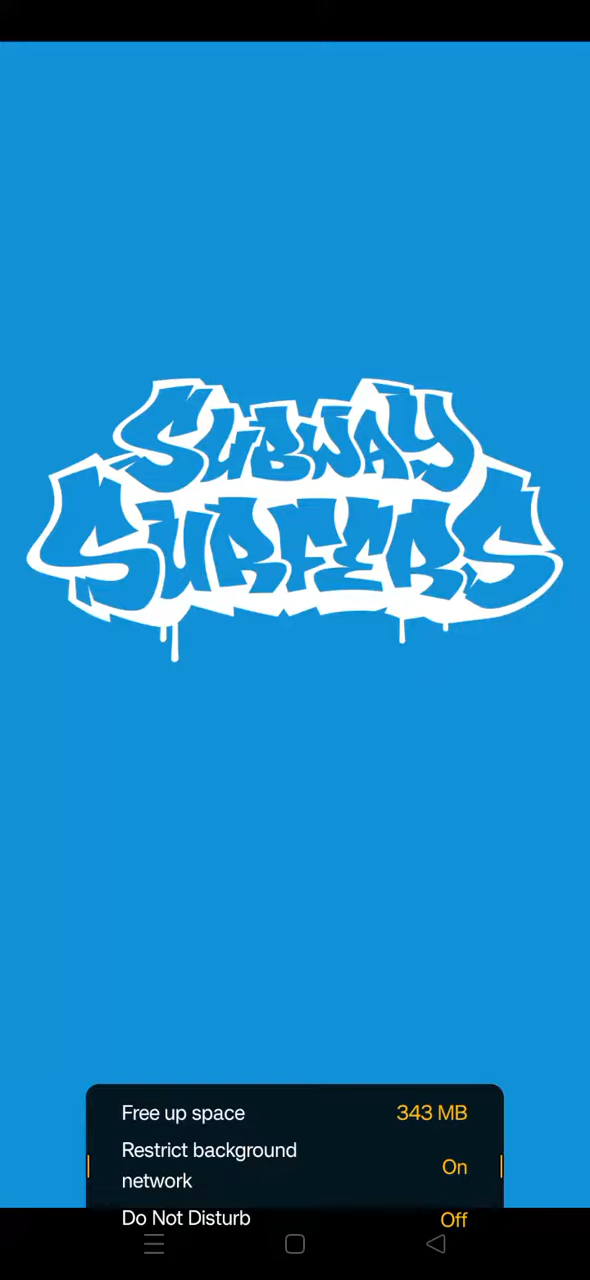 SUBWAY
SURFERS
Free up space 343 MB
Restrict background
network On
Do Not Disturb Off